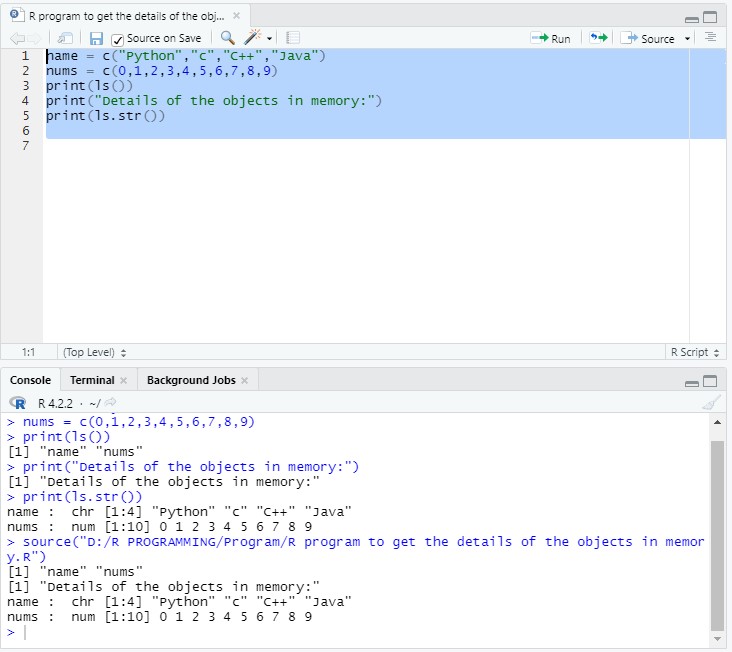 R program to get the details of the obj...
Source on Save
Run
Source
1 name = c("Python","c","C++","Java")
2 nums = c(0,1,2,3,4,5,6,7,8,9)
3 print(ls())
4 print("Details of the objects in memory:")
5 print(ls.str())
6
7
1:1 (Top Level) R Script
Console Terminal Background Jobs
R 4.2.2 · ~/
> nums = c(0,1,2,3,4,5,6,7,8,9)
> print(ls())
[1] "name" "nums"
> print("Details of the objects in memory:")
[1] "Details of the objects in memory:"
> print(ls.str())
name :  chr [1:4] "Python" "c" "C++" "Java"
nums :  num [1:10] 0 1 2 3 4 5 6 7 8 9
> source("D:/R PROGRAMMING/Program/R program to get the details of the objects in memor
y.R")
[1] "name" "nums"
[1] "Details of the objects in memory:"
name :  chr [1:4] "Python" "c" "C++" "Java"
nums :  num [1:10] 0 1 2 3 4 5 6 7 8 9
>